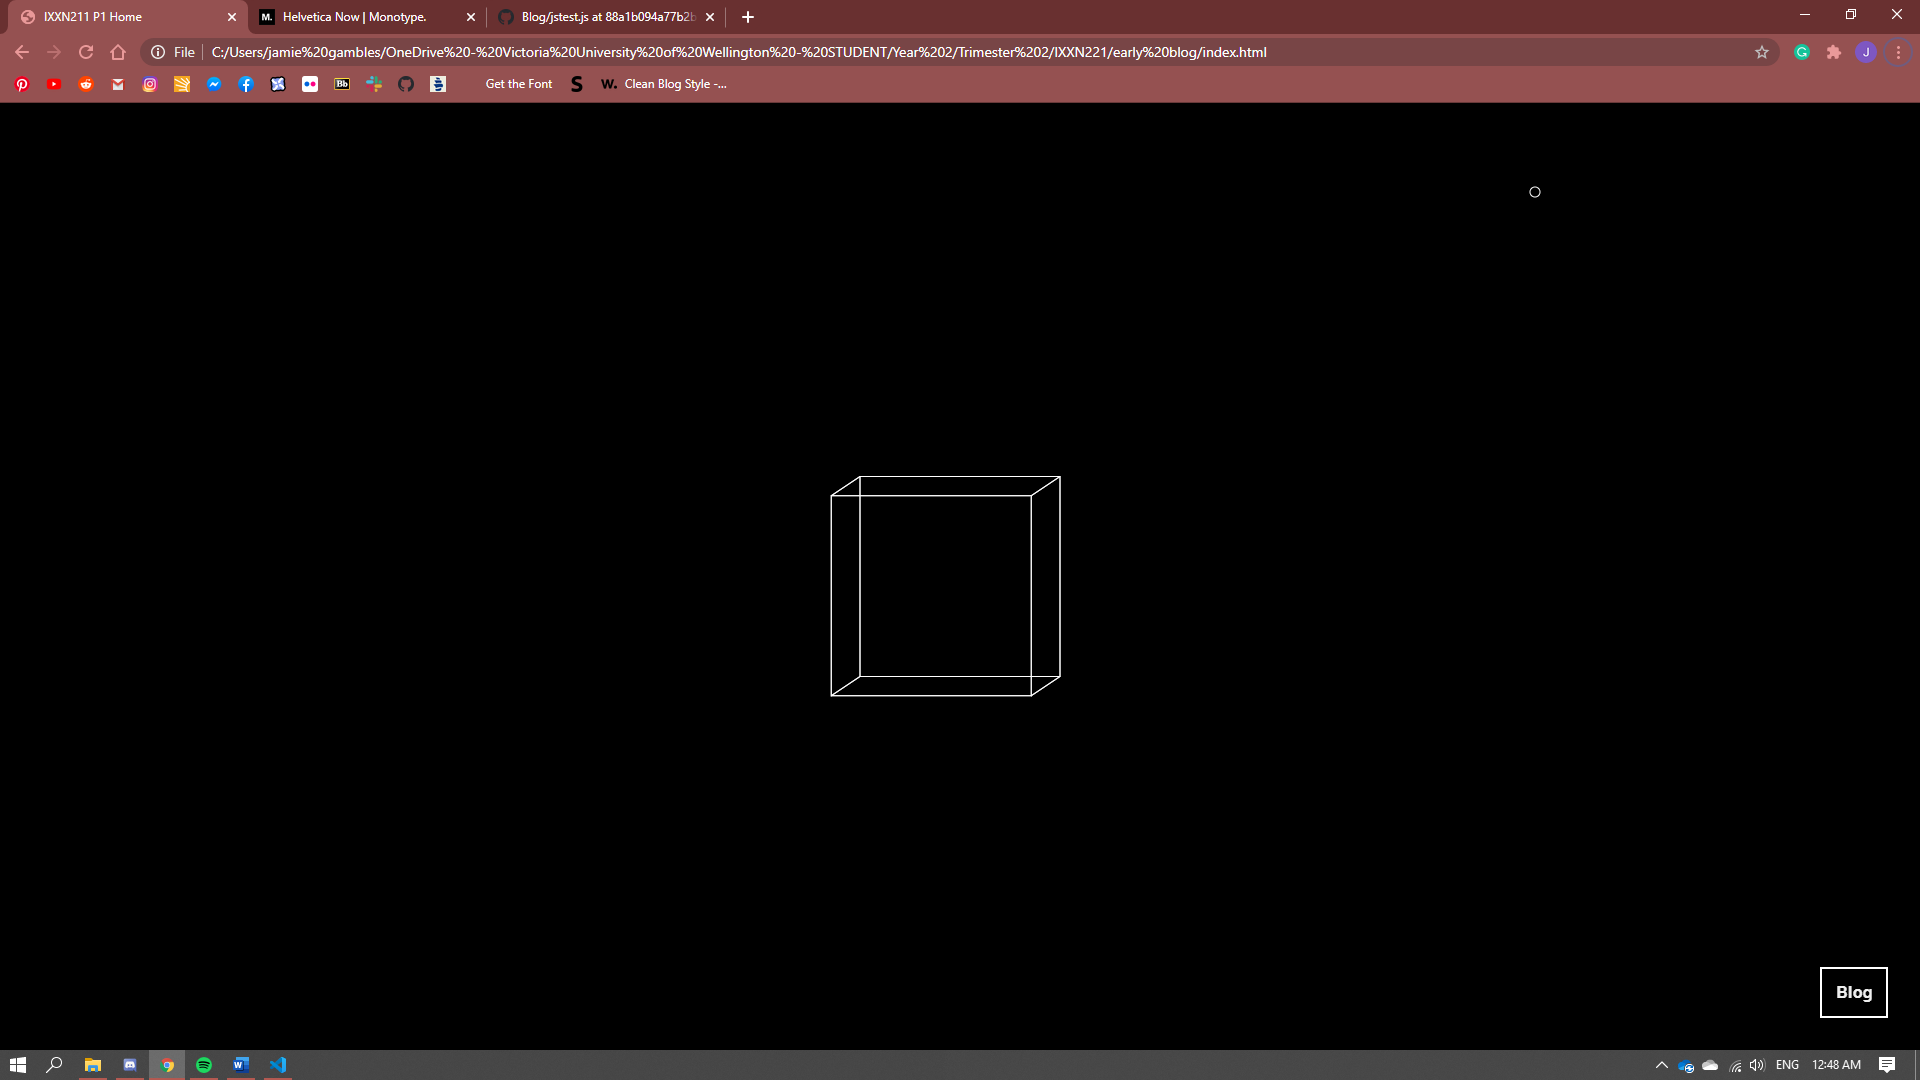 IXXN211 P1 Home
M. Helvetica Now | Monotype.
Blog/jstest.js at 88a1b094a77b2b
File C:/Users/jamie%20gambles/OneDrive%20-%20Victoria%20University%20of%20Wellington%20-%20STUDENT/Year%202/Trimester%202/IXXN221/early%20blog/index.html
J
Bb Get the Font S W. Clean Blog Style -...
Blog
W ENG 12:48 AM